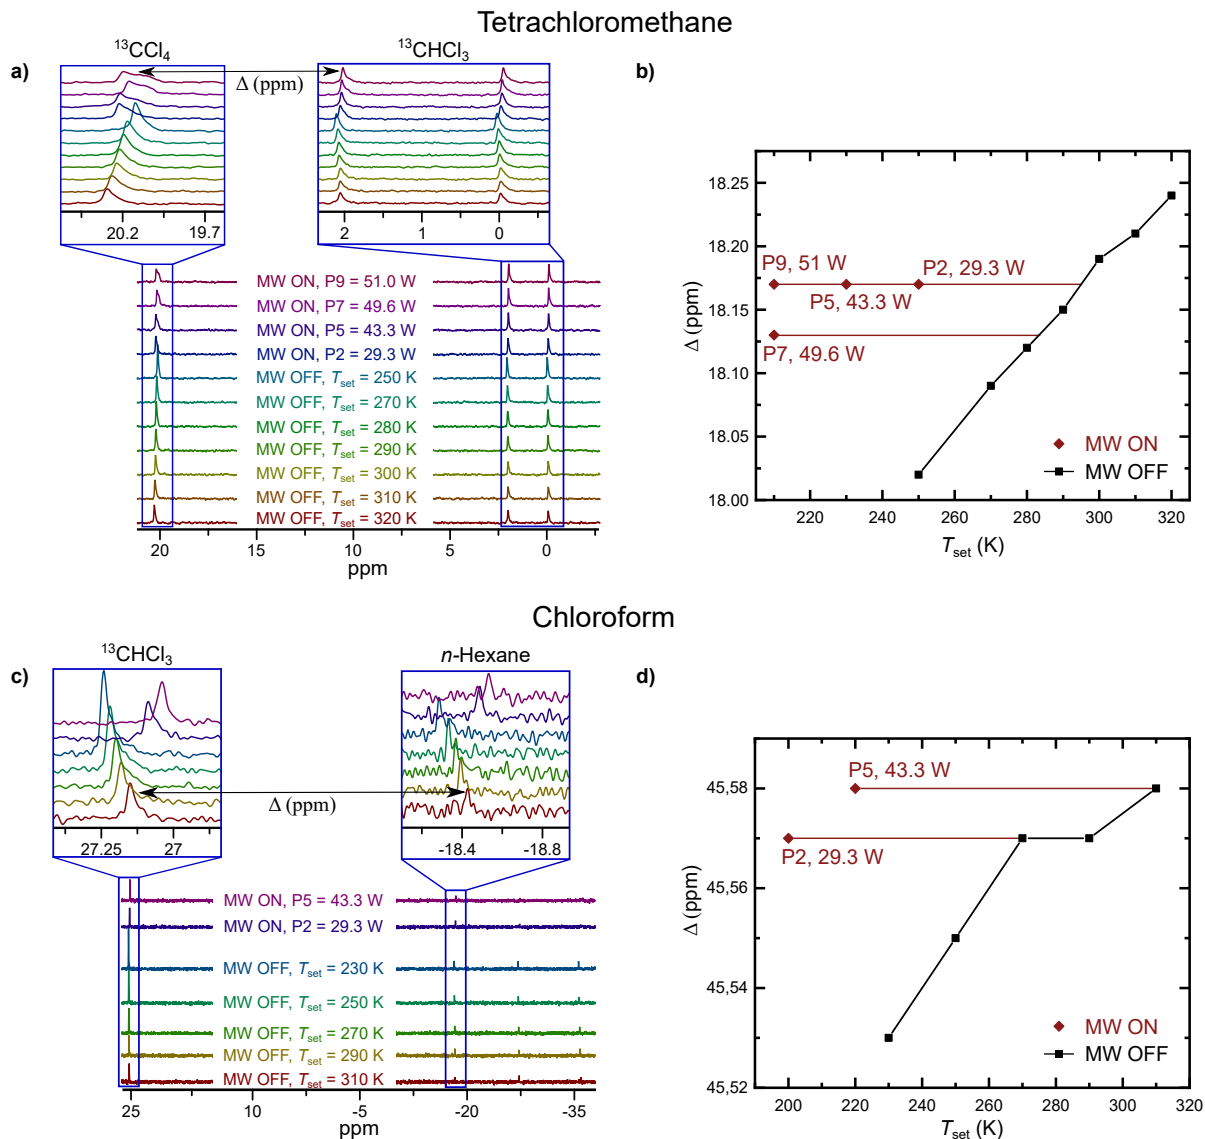 Tetrachloromethane
a)
¹³CCl₄
¹³CHCl₃
Δ (ppm)
20.2 19.7
2 1 0
MW ON, P9 = 51.0 W
MW ON, P7 = 49.6 W
MW ON, P5 = 43.3 W
MW ON, P2 = 29.3 W
MW OFF, Tset = 250 K
MW OFF, Tset = 270 K
MW OFF, Tset = 280 K
MW OFF, Tset = 290 K
MW OFF, Tset = 300 K
MW OFF, Tset = 310 K
MW OFF, Tset = 320 K
20 15 10 5 0
ppm
b)
Δ (ppm)
18.25
18.20
18.15
18.10
18.05
18.00
P9, 51 W
P2, 29.3 W
P5, 43.3 W
P7, 49.6 W
MW ON
MW OFF
220 240 260 280 300 320
Tset (K)
Chloroform
c)
¹³CHCl₃
n-Hexane
Δ (ppm)
27.25 27
-18.4 -18.8
MW ON, P5 = 43.3 W
MW ON, P2 = 29.3 W
MW OFF, Tset = 230 K
MW OFF, Tset = 250 K
MW OFF, Tset = 270 K
MW OFF, Tset = 290 K
MW OFF, Tset = 310 K
25 10 -5 -20 -35
ppm
d)
Δ (ppm)
45,58
45,56
45,54
45,52
P5, 43.3 W
P2, 29.3 W
MW ON
MW OFF
200 220 240 260 280 300 320
Tset (K)